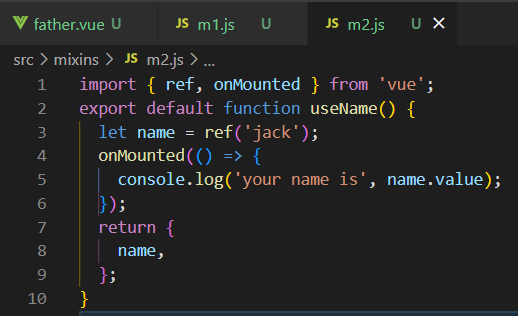 father.vue U
JS m1.js U
JS m2.js U
src > mixins > JS m2.js > ...
1 import { ref, onMounted } from 'vue';
2 export default function useName() {
3 let name = ref('jack');
4 onMounted(() => {
5 console.log('your name is', name.value);
6 });
7 return {
8 name,
9 };
10 }